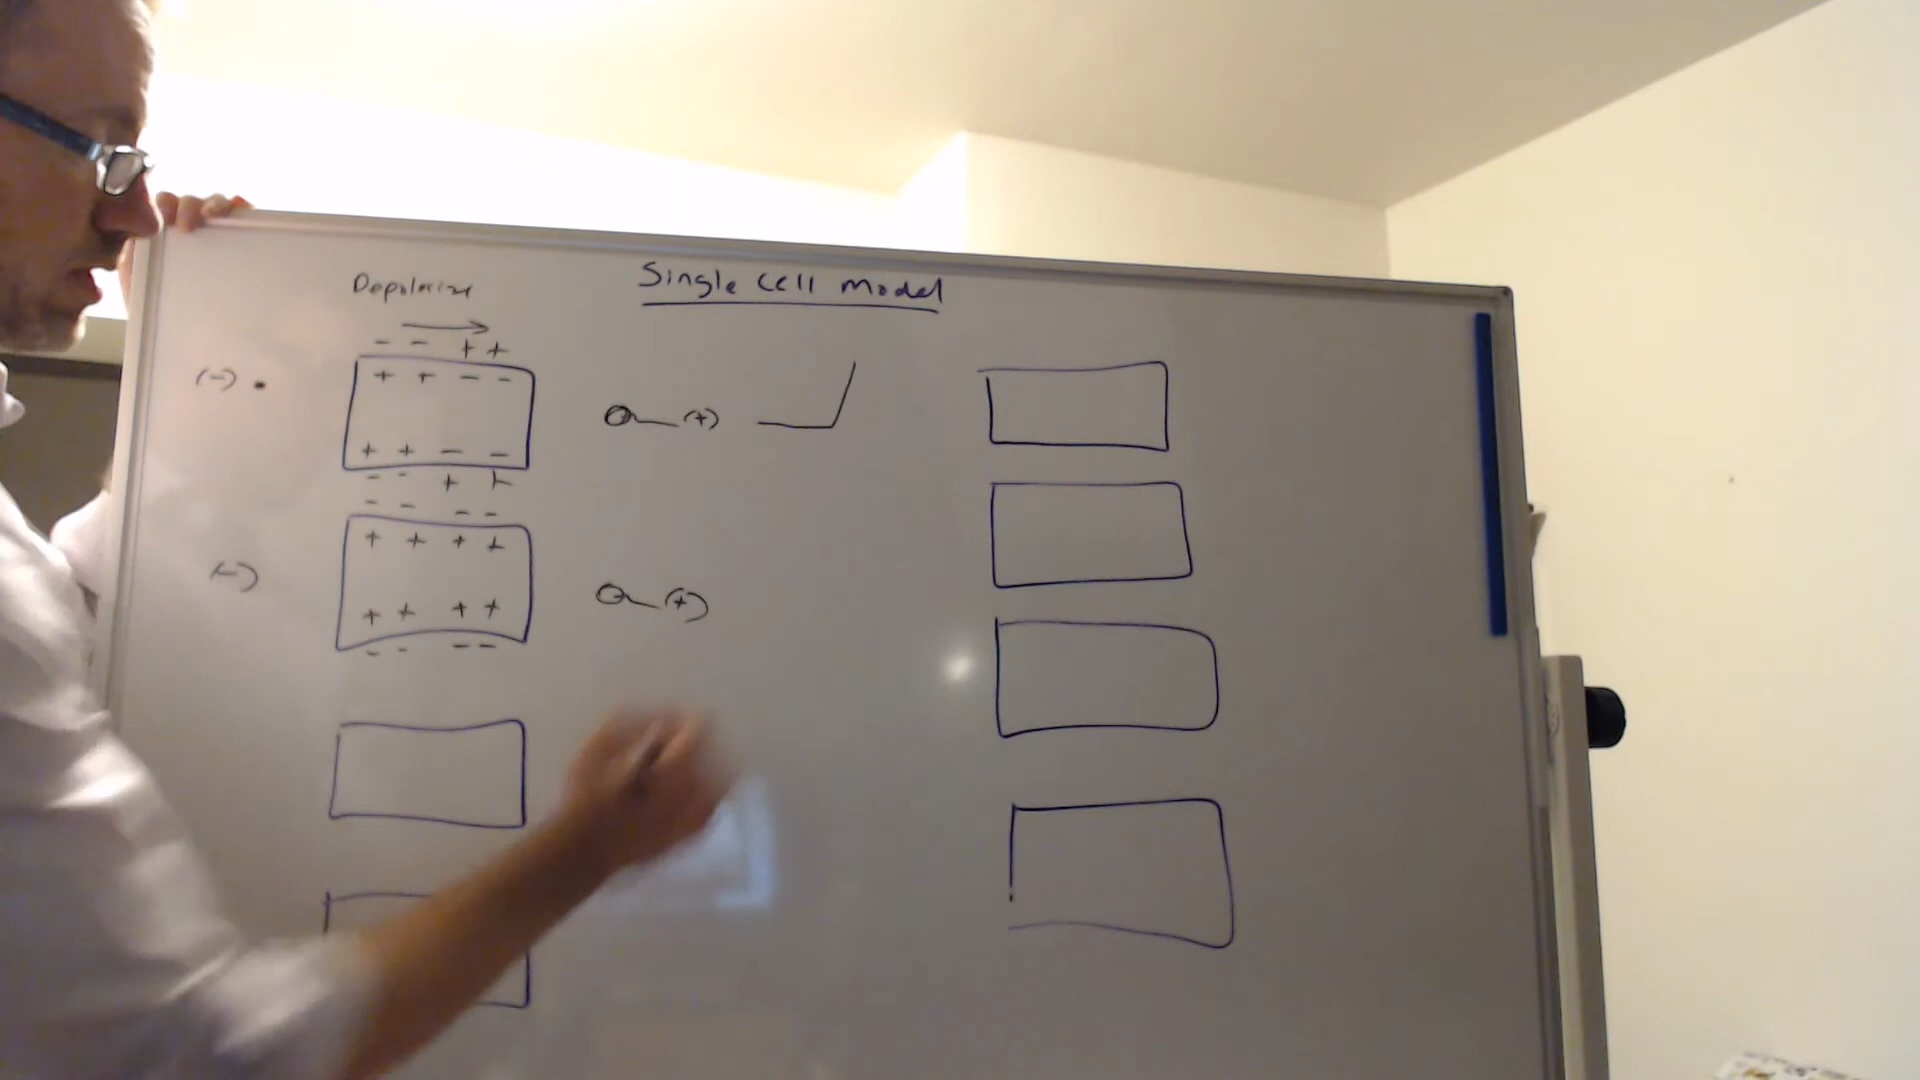 Single Cell Model
Depolarize
- - + +
(-)
+ + - -
(+)
+ + - -
- - + +
- - - -
+ + + +
(-)
(+)
+ + + +
- - - -